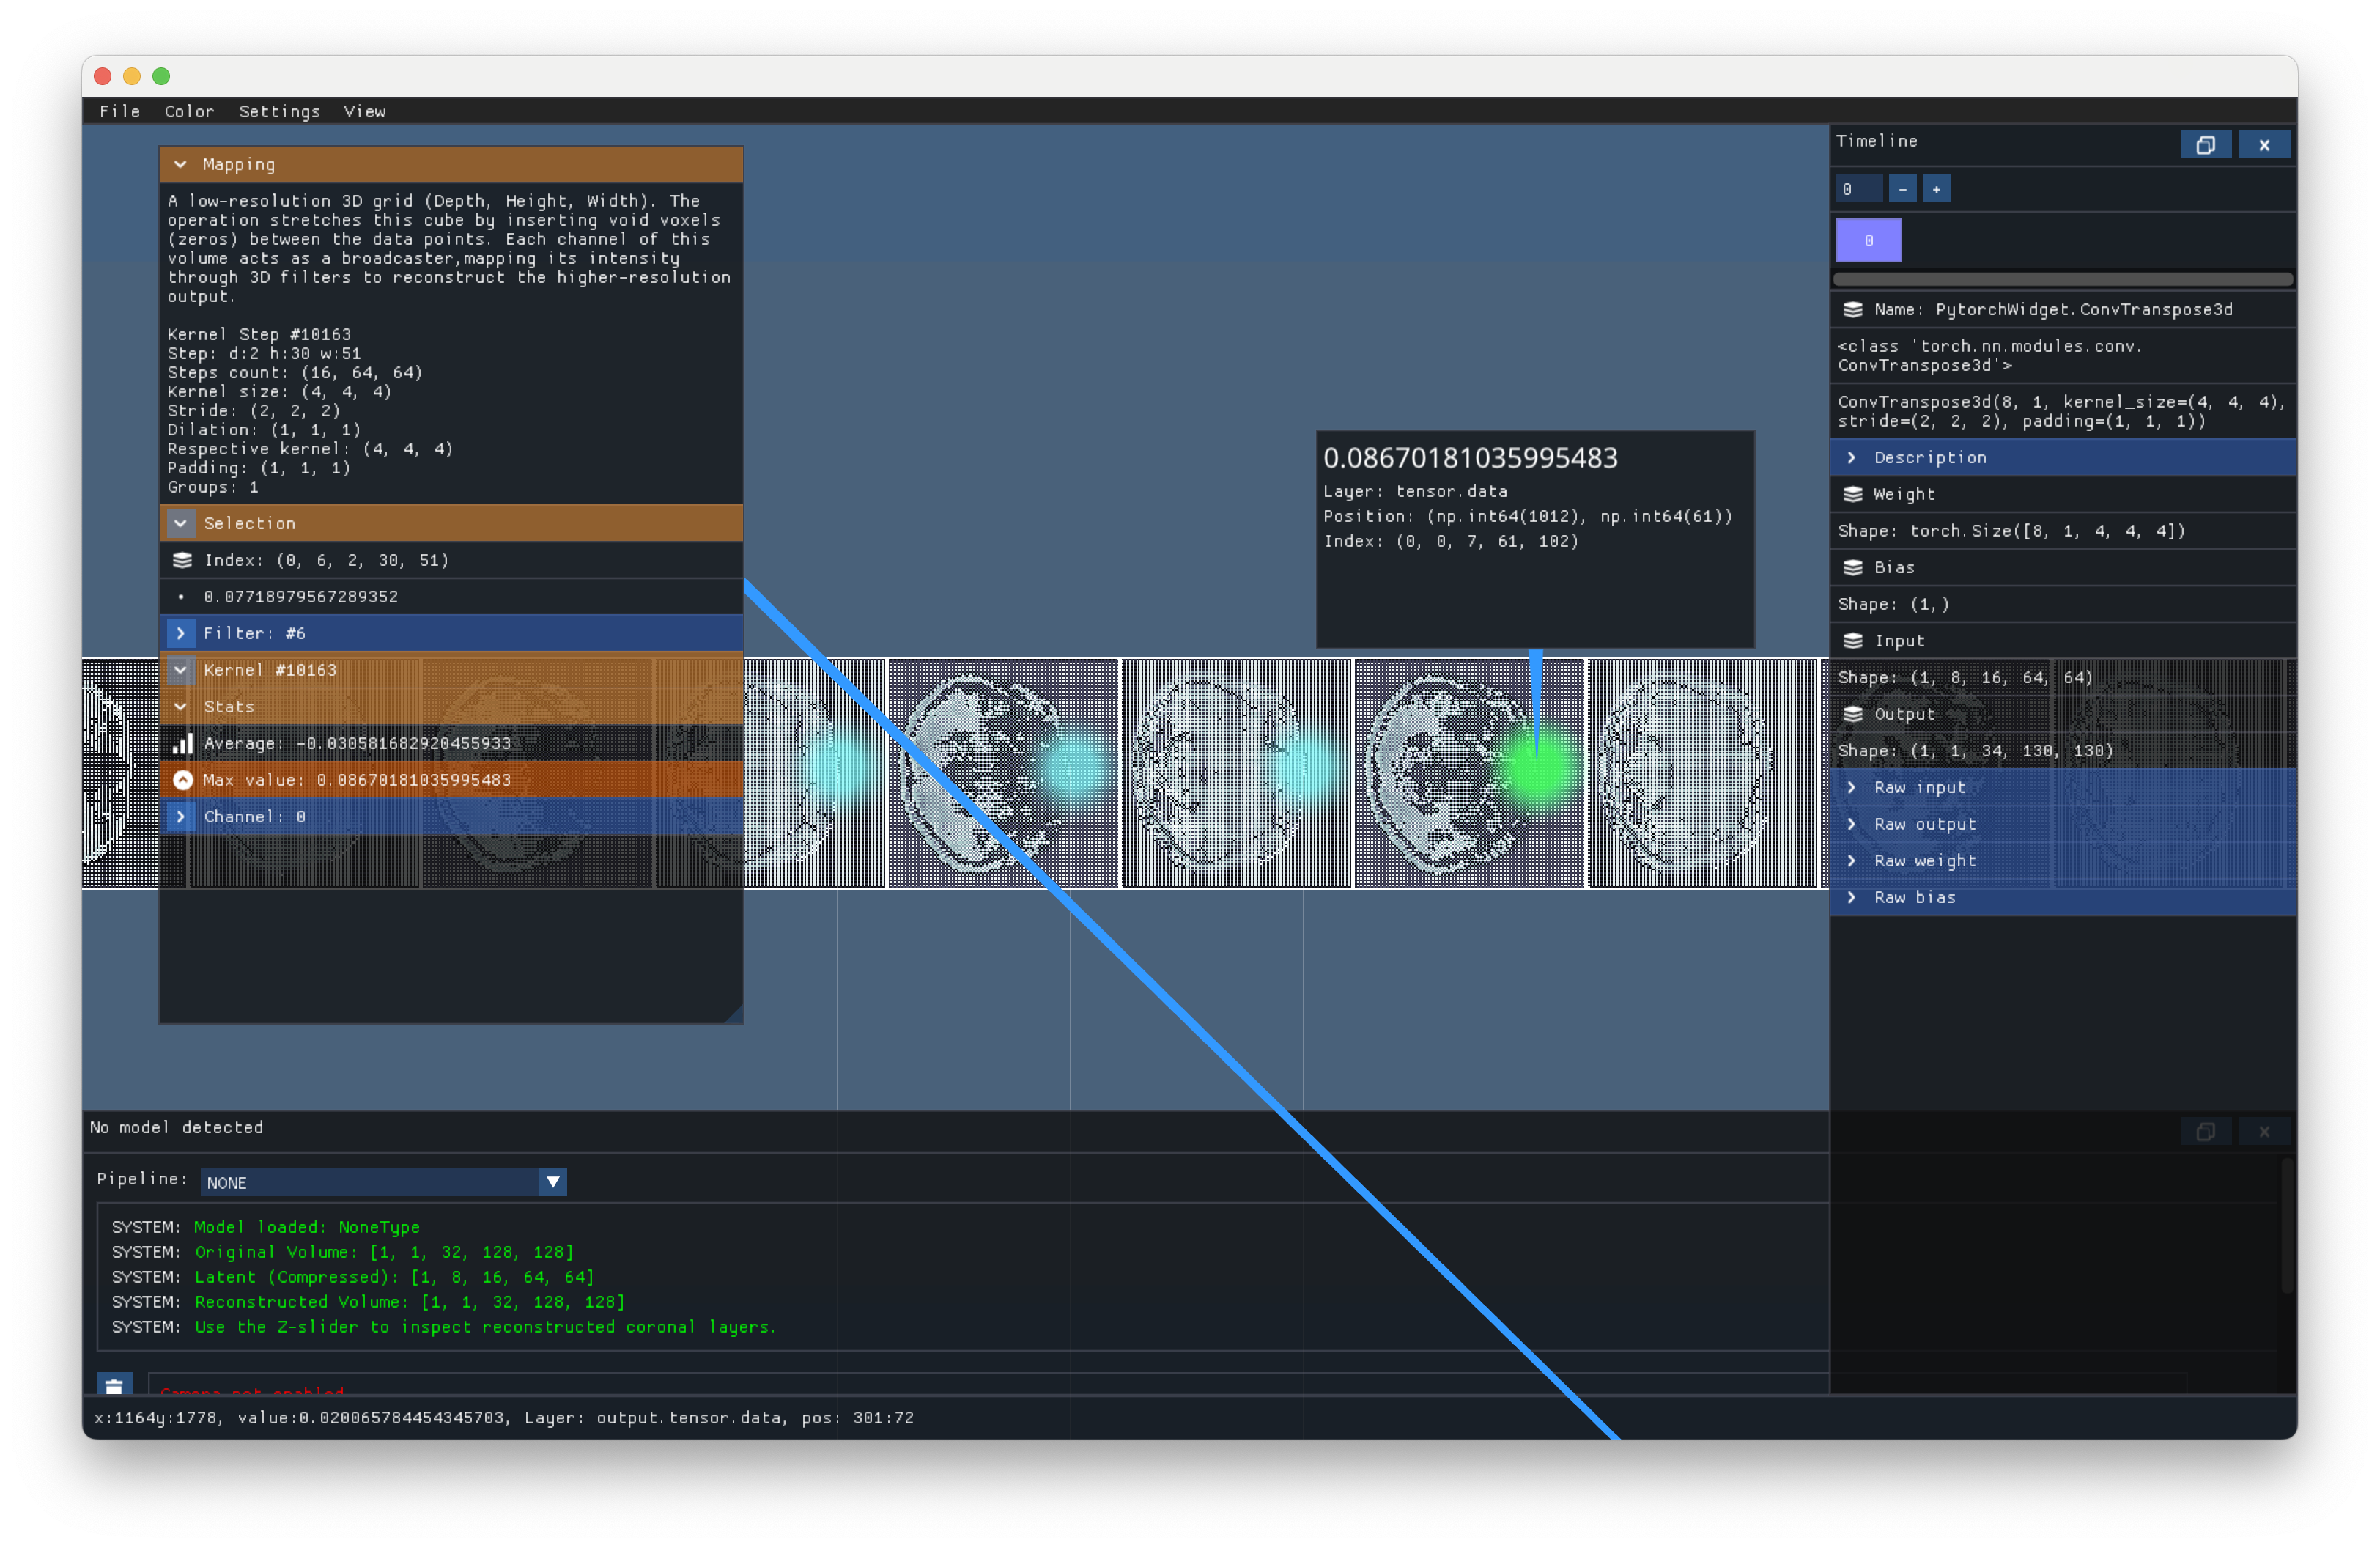 File Color Settings View
Mapping
A low-resolution 3D grid (Depth, Height, Width). The
operation stretches this cube by inserting void voxels
(zeros) between the data points. Each channel of this
volume acts as a broadcaster,mapping its intensity
through 3D filters to reconstruct the higher-resolution
output.
Kernel Step #10163
Step: d:2 h:30 w:51
Steps count: (16, 64, 64)
Kernel size: (4, 4, 4)
Stride: (2, 2, 2)
Dilation: (1, 1, 1)
Respective kernel: (4, 4, 4)
Padding: (1, 1, 1)
Groups: 1
Selection
Index: (0, 6, 2, 30, 51)
0.07718979567289352
Filter: #6
Kernel #10163
Stats
Average: -0.030581682920455933
Max value: 0.08670181035995483
Channel: 0
0.08670181035995483
Layer: tensor.data
Position: (np.int64(1012), np.int64(61))
Index: (0, 0, 7, 61, 102)
Timeline
0 - +
0
Name: PytorchWidget.ConvTranspose3d
<class 'torch.nn.modules.conv.
ConvTranspose3d'>
ConvTranspose3d(8, 1, kernel_size=(4, 4, 4),
stride=(2, 2, 2), padding=(1, 1, 1))
Description
Weight
Shape: torch.Size([8, 1, 4, 4, 4])
Bias
Shape: (1,)
Input
Shape: (1, 8, 16, 64, 64)
Output
Shape: (1, 1, 34, 130, 130)
Raw input
Raw output
Raw weight
Raw bias
No model detected
Pipeline: NONE
SYSTEM: Model loaded: NoneType
SYSTEM: Original Volume: [1, 1, 32, 128, 128]
SYSTEM: Latent (Compressed): [1, 8, 16, 64, 64]
SYSTEM: Reconstructed Volume: [1, 1, 32, 128, 128]
SYSTEM: Use the Z-slider to inspect reconstructed coronal layers.
Camera not enabled
x:1164y:1778, value:0.020065784454345703, Layer: output.tensor.data, pos: 301:72